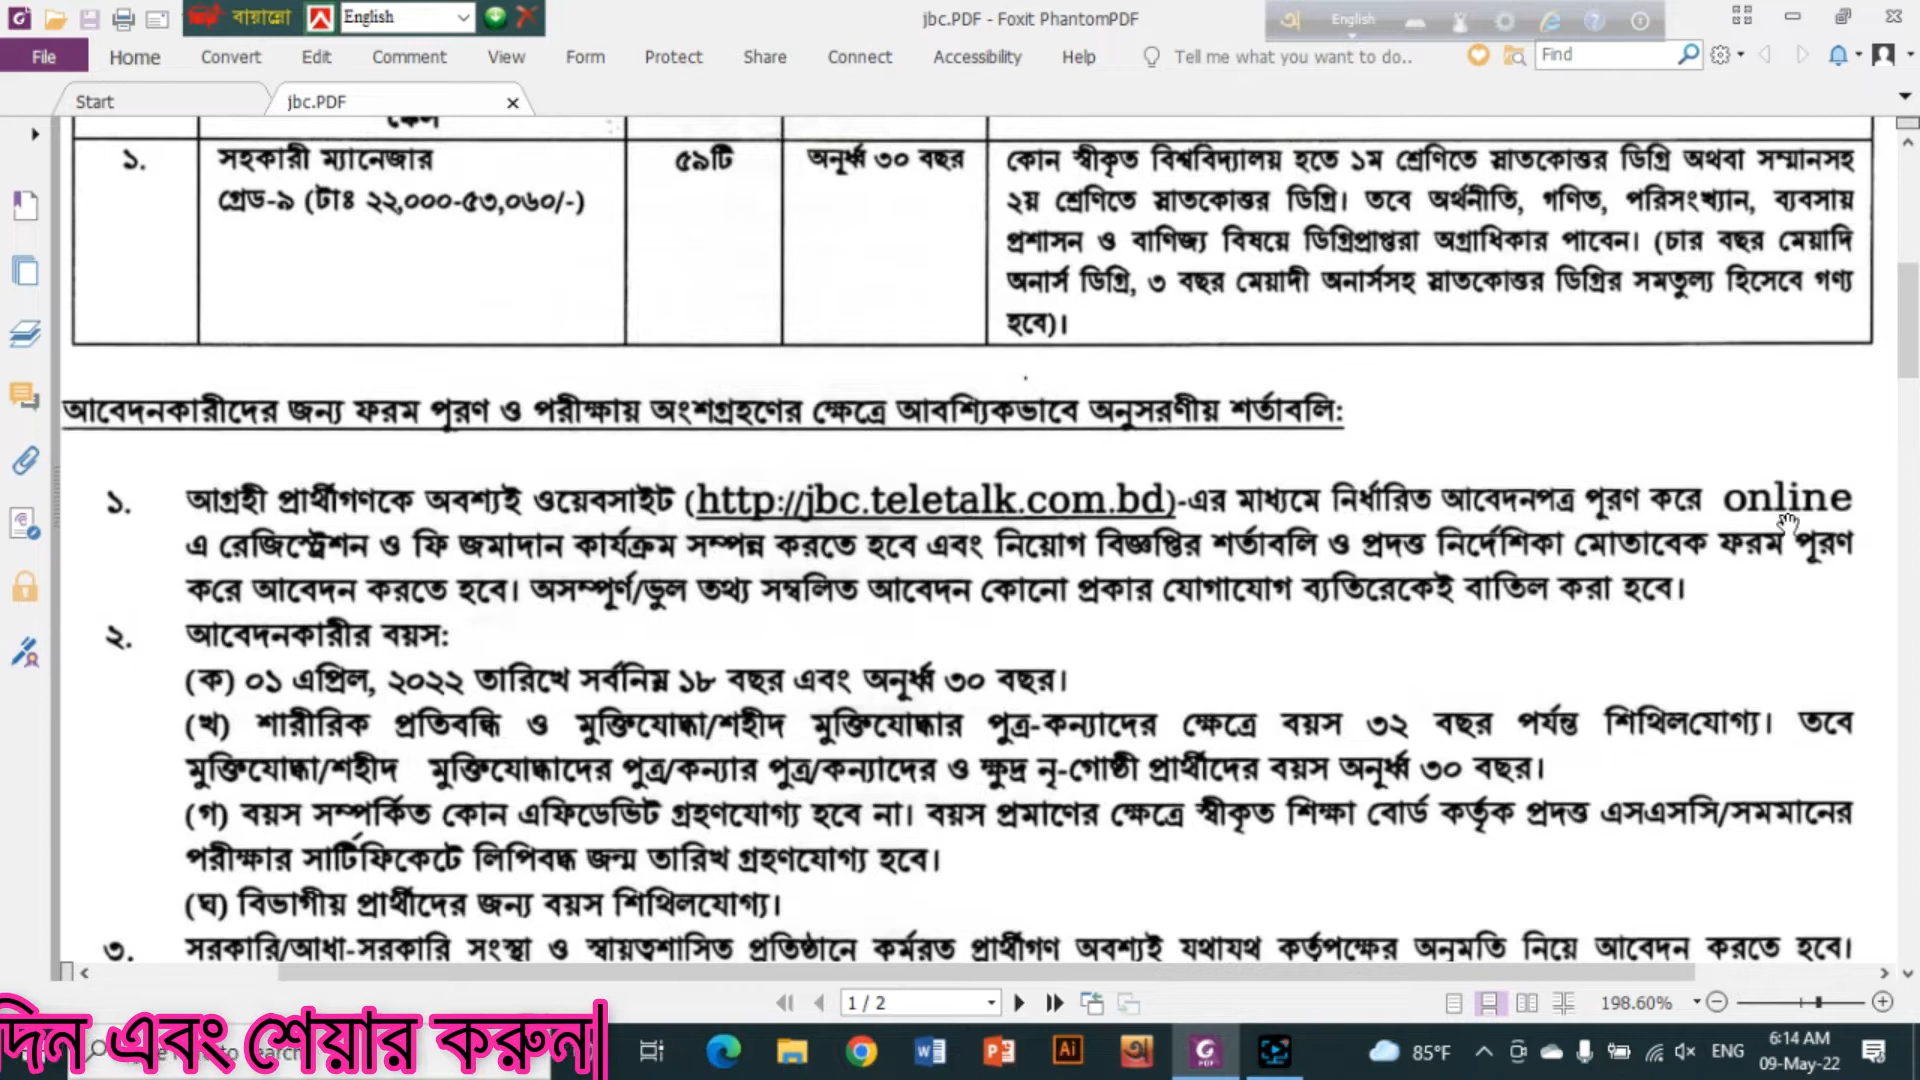 বায়ান্নো
English
jbc.PDF - Foxit PhantomPDF
English
File Home Convert Edit Comment View Form Protect Share Connect Accessibility Help Tell me what you want to do.. Find
Start jbc.PDF
স্কেল
১. সহকারী ম্যানেজার ৫৯টি অনূর্ধ্ব ৩০ বছর কোন স্বীকৃত বিশ্ববিদ্যালয় হতে ১ম শ্রেণিতে স্নাতকোত্তর ডিগ্রি অথবা সম্মানসহ
গ্রেড-৯ (টাঃ ২২,০০০-৫৩,০৬০/-) ২য় শ্রেণিতে স্নাতকোত্তর ডিগ্রি। তবে অর্থনীতি, গণিত, পরিসংখ্যান, ব্যবসায়
প্রশাসন ও বাণিজ্য বিষয়ে ডিগ্রিপ্রাপ্তরা অগ্রাধিকার পাবেন। (চার বছর মেয়াদি
অনার্স ডিগ্রি, ৩ বছর মেয়াদী অনার্সসহ স্নাতকোত্তর ডিগ্রির সমতুল্য হিসেবে গণ্য
হবে)।
আবেদনকারীদের জন্য ফরম পূরণ ও পরীক্ষায় অংশগ্রহণের ক্ষেত্রে আবশ্যিকভাবে অনুসরণীয় শর্তাবলি:
১. আগ্রহী প্রার্থীগণকে অবশ্যই ওয়েবসাইট (http://jbc.teletalk.com.bd)-এর মাধ্যমে নির্ধারিত আবেদনপত্র পূরণ করে online
এ রেজিস্ট্রেশন ও ফি জমাদান কার্যক্রম সম্পন্ন করতে হবে এবং নিয়োগ বিজ্ঞপ্তির শর্তাবলি ও প্রদত্ত নির্দেশিকা মোতাবেক ফরম পূরণ
করে আবেদন করতে হবে। অসম্পূর্ণ/ভুল তথ্য সম্বলিত আবেদন কোনো প্রকার যোগাযোগ ব্যতিরেকেই বাতিল করা হবে।
২. আবেদনকারীর বয়স:
(ক) ০১ এপ্রিল, ২০২২ তারিখে সর্বনিম্ন ১৮ বছর এবং অনূর্ধ্ব ৩০ বছর।
(খ) শারীরিক প্রতিবন্ধি ও মুক্তিযোদ্ধা/শহীদ মুক্তিযোদ্ধার পুত্র-কন্যাদের ক্ষেত্রে বয়স ৩২ বছর পর্যন্ত শিথিলযোগ্য। তবে
মুক্তিযোদ্ধা/শহীদ মুক্তিযোদ্ধাদের পুত্র/কন্যার পুত্র/কন্যাদের ও ক্ষুদ্র নৃ-গোষ্ঠী প্রার্থীদের বয়স অনূর্ধ্ব ৩০ বছর।
(গ) বয়স সম্পর্কিত কোন এফিডেভিট গ্রহণযোগ্য হবে না। বয়স প্রমাণের ক্ষেত্রে স্বীকৃত শিক্ষা বোর্ড কর্তৃক প্রদত্ত এসএসসি/সমমানের
পরীক্ষার সার্টিফিকেটে লিপিবদ্ধ জন্ম তারিখ গ্রহণযোগ্য হবে।
(ঘ) বিভাগীয় প্রার্থীদের জন্য বয়স শিথিলযোগ্য।
৩. সরকারি/আধা-সরকারি সংস্থা ও স্বায়ত্বশাসিত প্রতিষ্ঠানে কর্মরত প্রার্থীগণ অবশ্যই যথাযথ কর্তৃপক্ষের অনুমতি নিয়ে আবেদন করতে হবে।
1 / 2 198.60%
দিন এবং শেয়ার করুন।
to search
85°F ENG 6:14 AM
09-May-22